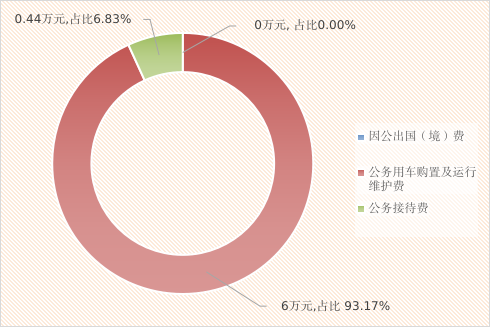 0.44万元,占比6.83%
0万元, 占比0.00%
因公出国（境）费
公务用车购置及运行
维护费
公务接待费
6万元,占比 93.17%